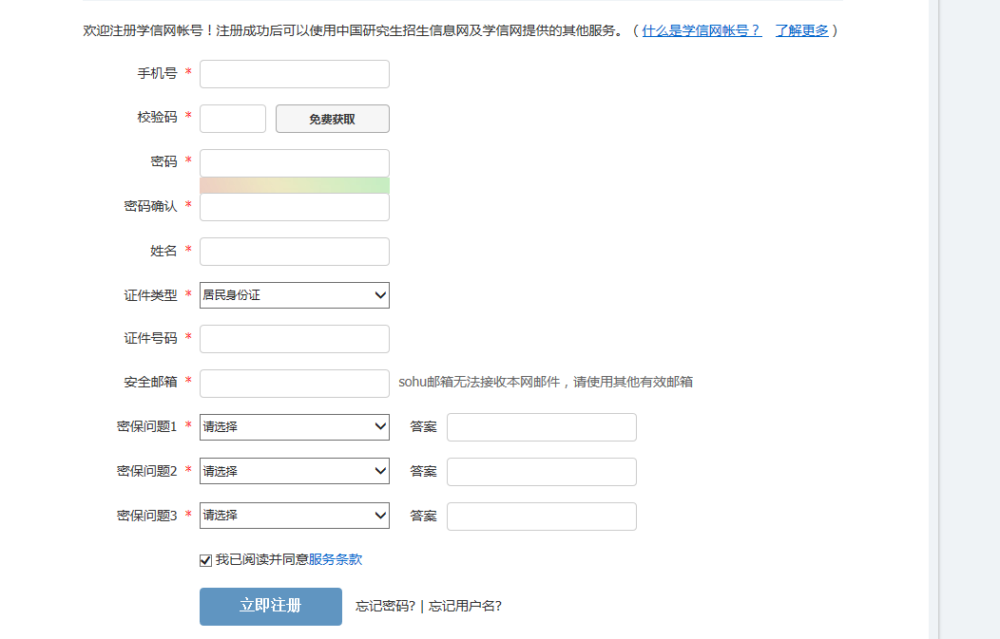 欢迎注册学信网帐号！注册成功后可以使用中国研究生招生信息网及学信网提供的其他服务。（什么是学信网帐号？ 了解更多）
手机号 *
校验码 * 免费获取
密码 *
密码确认 *
姓名 *
证件类型 * 居民身份证
证件号码 *
安全邮箱 * sohu邮箱无法接收本网邮件，请使用其他有效邮箱
密保问题1 * 请选择 答案
密保问题2 * 请选择 答案
密保问题3 * 请选择 答案
我已阅读并同意服务条款
立即注册 忘记密码? | 忘记用户名?